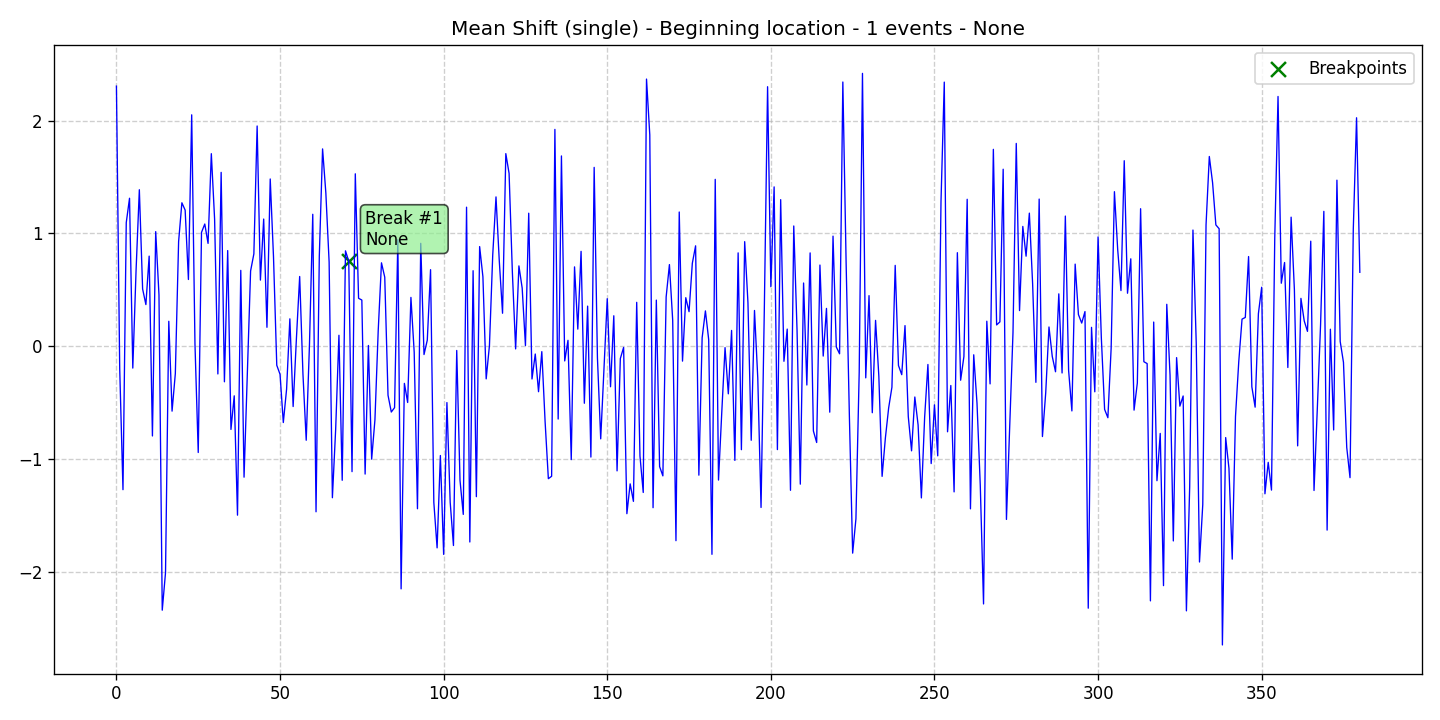 Mean Shift (single) - Beginning location - 1 events - None
Breakpoints
Break #1
None
2
1
0
−1
−2
0 50 100 150 200 250 300 350